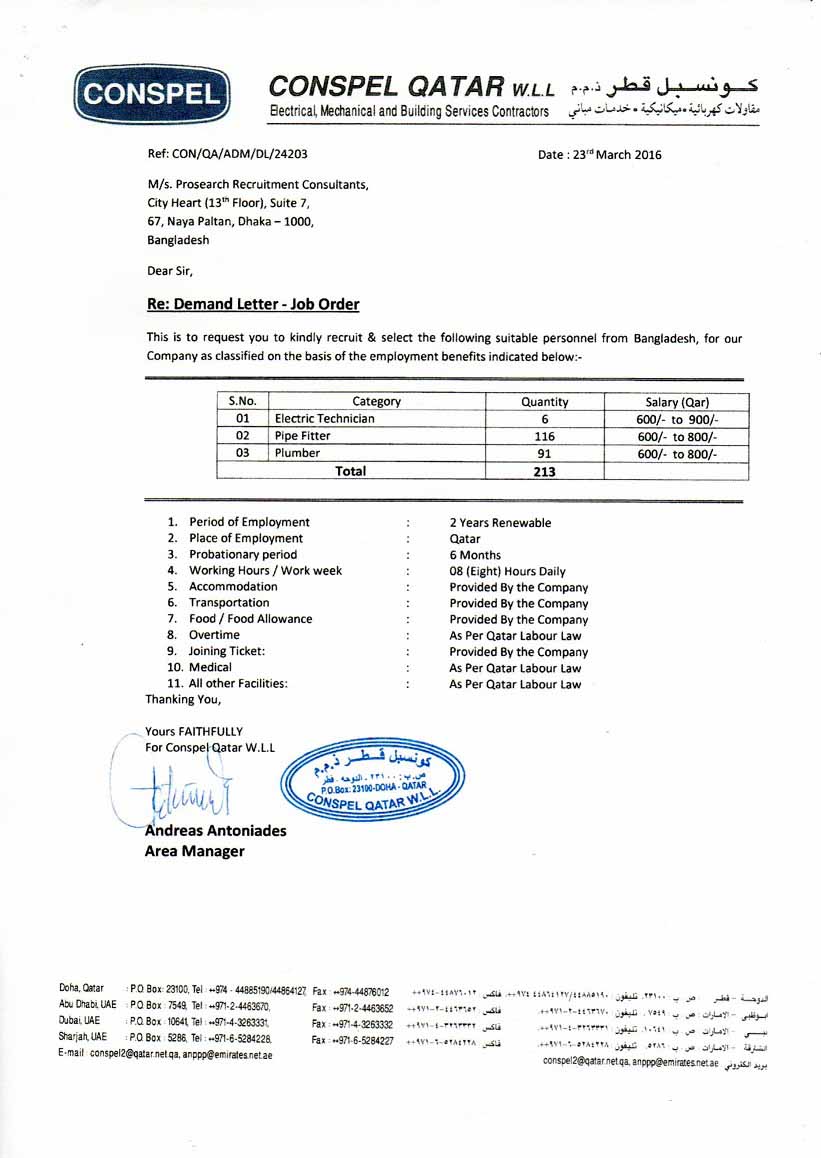 CONSPEL
CONSPEL QATAR W.L.L كونسبل قطر ذ.م.م
Electrical, Mechanical and Building Services Contractors مقاولات كهربائية • ميكانيكية • خدمات مباني
Ref: CON/QA/ADM/DL/24203 Date : 23rd March 2016
M/s. Prosearch Recruitment Consultants,
City Heart (13th Floor), Suite 7,
67, Naya Paltan, Dhaka – 1000,
Bangladesh
Dear Sir,
Re: Demand Letter - Job Order
This is to request you to kindly recruit & select the following suitable personnel from Bangladesh, for our
Company as classified on the basis of the employment benefits indicated below:-
S.No. Category Quantity Salary (Qar)
01 Electric Technician 6 600/- to 900/-
02 Pipe Fitter 116 600/- to 800/-
03 Plumber 91 600/- to 800/-
Total 213
1. Period of Employment : 2 Years Renewable
2. Place of Employment : Qatar
3. Probationary period : 6 Months
4. Working Hours / Work week : 08 (Eight) Hours Daily
5. Accommodation : Provided By the Company
6. Transportation : Provided By the Company
7. Food / Food Allowance : Provided By the Company
8. Overtime : As Per Qatar Labour Law
9. Joining Ticket: : Provided By the Company
10. Medical : As Per Qatar Labour Law
11. All other Facilities: : As Per Qatar Labour Law
Thanking You,
Yours FAITHFULLY
For Conspel Qatar W.L.L
كونسبل قطر ذ.م.م
ص.ب: ٢٣١٠٠ - الدوحة - قطر
P.O.Box: 23100-DOHA - QATAR
CONSPEL QATAR W.L.L.
Andreas Antoniades
Area Manager
Doha, Qatar : P.O. Box: 23100, Tel : ++974 - 44885190/44864127, Fax : ++974-44876012
Abu Dhabi, UAE : P.O. Box : 7549, Tel : ++971-2-4463670, Fax : ++971-2-4463652
Dubai, UAE : P.O. Box : 10641, Tel : ++971-4-3263331, Fax : ++971-4-3263332
Sharjah, UAE : P.O. Box : 5286, Tel : ++971-6-5284228, Fax : ++971-6-5284227
E-mail : conspel2@qatar.net.qa, anppp@emirates.net.ae
الدوحة - قطر : ص ب : ٢٣١٠٠، تليفون : ٤٤٨٨٥١٩٠/٤٤٨٦٤١٢٧ ٩٧٤++، فاكس ٤٤٨٧٦٠١٢-٩٧٤++
ابوظبي - الامارات : ص ب : ٧٥٤٩، تليفون : ٤٤٦٣٦٧٠-٢-٩٧١++، فاكس ٤٤٦٣٦٥٢-٢-٩٧١++
دبي - الامارات : ص ب : ١٠٦٤١، تليفون : ٣٢٦٣٣٣١-٤-٩٧١++، فاكس ٣٢٦٣٣٣٢-٤-٩٧١++
الشارقة - الامارات : ص ب : ٥٢٨٦، تليفون : ٥٢٨٤٢٢٨-٦-٩٧١++، فاكس
conspel2@qatar.net.qa, anppp@emirates.net.ae بريد الكتروني